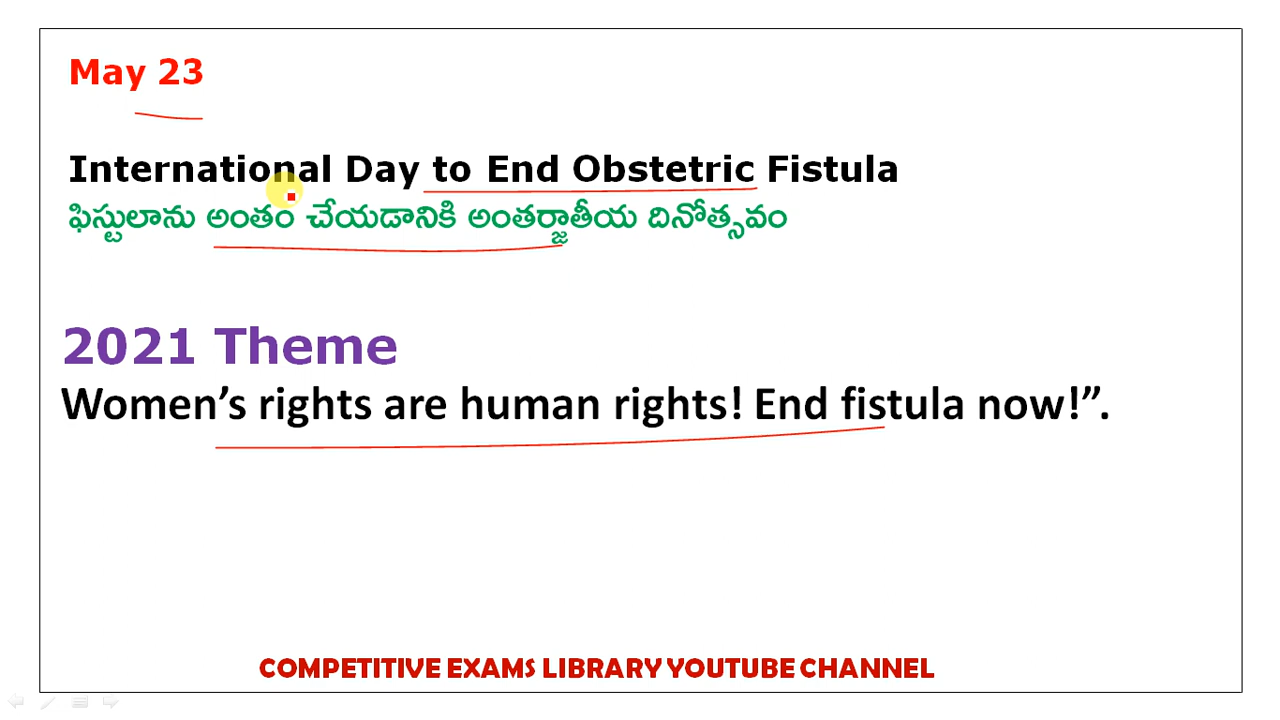 May 23
International Day to End Obstetric Fistula
ఫిస్టులాను అంతం చేయడానికి అంతర్జాతీయ దినోత్సవం
2021 Theme
Women’s rights are human rights! End fistula now!”.
COMPETITIVE EXAMS LIBRARY YOUTUBE CHANNEL